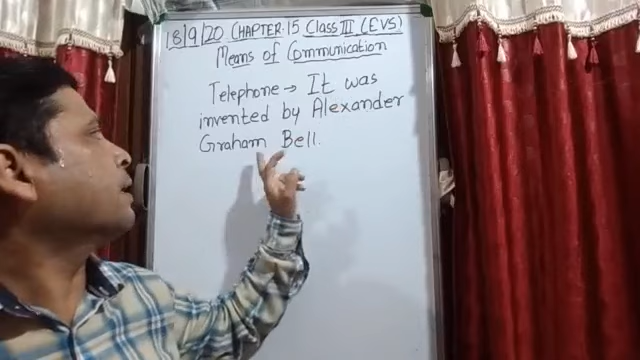 18/9/20 CHAPTER-15 Class III (EVS)
Means of Communication
Telephone → It was
invented by Alexander
Graham Bell.